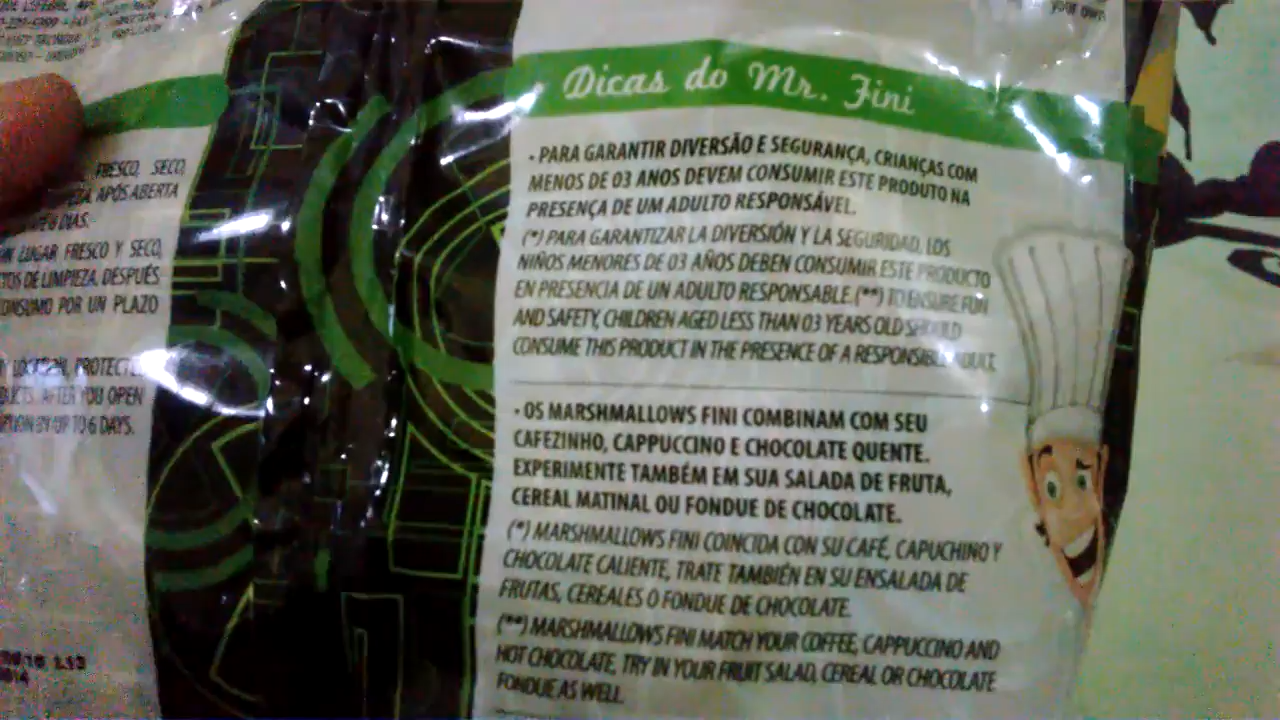 your own
Dicas do Mr. Fini
• PARA GARANTIR DIVERSÃO E SEGURANÇA, CRIANÇAS COM
MENOS DE 03 ANOS DEVEM CONSUMIR ESTE PRODUTO NA
PRESENÇA DE UM ADULTO RESPONSÁVEL.
(*) PARA GARANTIZAR LA DIVERSIÓN Y LA SEGURIDAD, LOS
NIÑOS MENORES DE 03 AÑOS DEBEN CONSUMIR ESTE PRODUCTO
EN PRESENCIA DE UN ADULTO RESPONSABLE.(**) TO ENSURE FUN
AND SAFETY, CHILDREN AGED LESS THAN 03 YEARS OLD SHOULD
CONSUME THIS PRODUCT IN THE PRESENCE OF A RESPONSIBLE ADULT.
• OS MARSHMALLOWS FINI COMBINAM COM SEU
CAFEZINHO, CAPPUCCINO E CHOCOLATE QUENTE.
EXPERIMENTE TAMBÉM EM SUA SALADA DE FRUTA,
CEREAL MATINAL OU FONDUE DE CHOCOLATE.
(*) MARSHMALLOWS FINI COINCIDA CON SU CAFÉ, CAPUCHINO Y
CHOCOLATE CALIENTE, TRATE TAMBIÉN EN SU ENSALADA DE
FRUTAS, CEREALES O FONDUE DE CHOCOLATE.
(**) MARSHMALLOWS FINI MATCH YOUR COFFEE, CAPPUCCINO AND
HOT CHOCOLATE, TRY IN YOUR FRUIT SALAD, CEREAL OR CHOCOLATE
FONDUE AS WELL.
FRESCO, SECO,
APÓS ABERTA
6 DIAS.
LUGAR FRESCO Y SECO,
DE LIMPIEZA. DESPUÉS
POR UN PLAZO
PROTECTED
AFTER YOU OPEN
BY UP TO 6 DAYS.